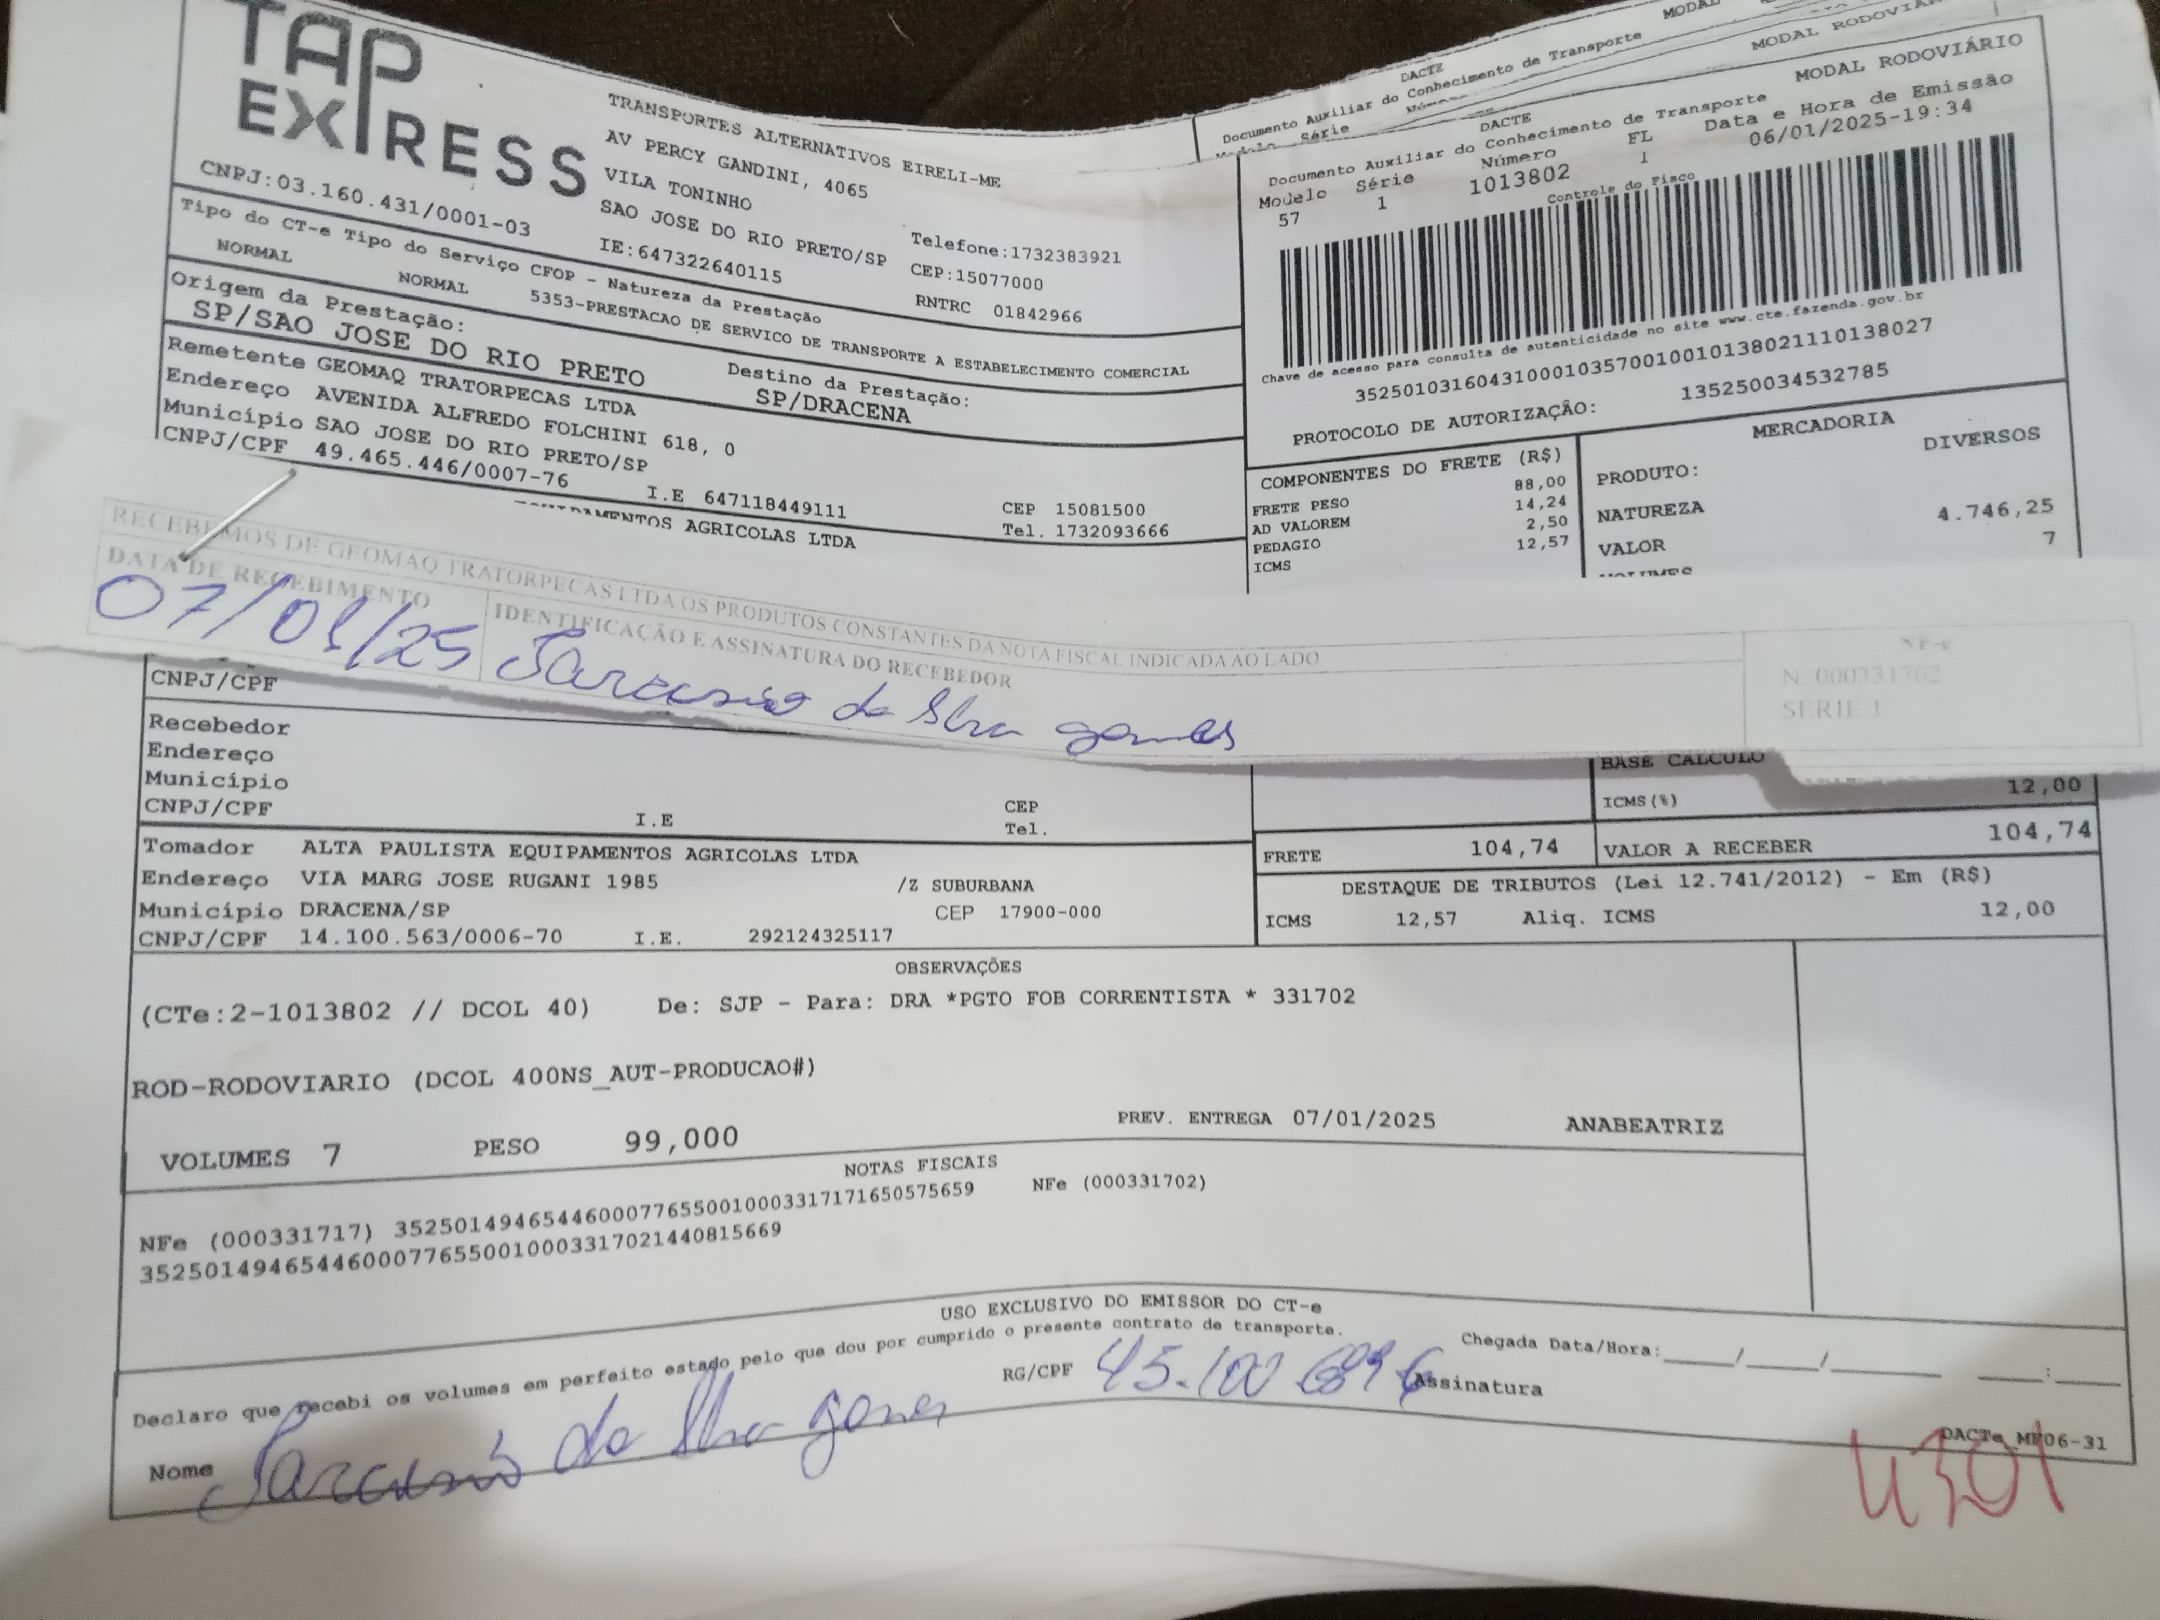 TAP
EXPRESS
CNPJ:03.160.431/0001-03
TRANSPORTES ALTERNATIVOS EIRELI-ME
AV PERCY GANDINI, 4065
VILA TONINHO
SAO JOSE DO RIO PRETO/SP
IE:647322640115
Telefone:1732383921
CEP:15077000
RNTRC 01842966
DACTE
Documento Auxiliar do Conhecimento de Transporte
Série
MODAL RODOVIÁRIO
DACTE
Documento Auxiliar do Conhecimento de Transporte
Modelo Série Número FL Data e Hora de Emissão
57 1 1013802 1 06/01/2025-19:34
Controle do Fisco
Chave de acesso para consulta de autenticidade no site www.cte.fazenda.gov.br
35250103160431000103570010010138021110138027
PROTOCOLO DE AUTORIZAÇÃO: 135250034532785
Tipo do CT-e Tipo do Serviço CFOP - Natureza da Prestação
NORMAL NORMAL 5353-PRESTACAO DE SERVICO DE TRANSPORTE A ESTABELECIMENTO COMERCIAL
Origem da Prestação:
SP/SAO JOSE DO RIO PRETO
Destino da Prestação:
SP/DRACENA
Remetente GEOMAQ TRATORPECAS LTDA
Endereço AVENIDA ALFREDO FOLCHINI 618, 0
Município SAO JOSE DO RIO PRETO/SP
CNPJ/CPF 49.465.446/0007-76 I.E 647118449111
CEP 15081500
Tel. 1732093666
AGRICOLAS LTDA
COMPONENTES DO FRETE (R$)
FRETE PESO 88,00
AD VALOREM 14,24
PEDAGIO 2,50
ICMS 12,57
MERCADORIA
PRODUTO: DIVERSOS
NATUREZA
VALOR 4.746,25
VOLUMES 7
RECEBEMOS DE GEOMAQ TRATORPECAS LTDA OS PRODUTOS CONSTANTES DA NOTA FISCAL INDICADA AO LADO
DATA DE RECEBIMENTO
07/01/25
IDENTIFICAÇÃO E ASSINATURA DO RECEBEDOR
da Silva gomes
NF-e
N. 000331702
SERIE 1
CNPJ/CPF
Recebedor
Endereço
Município
CNPJ/CPF I.E
CEP
Tel.
BASE CALCULO
ICMS(%) 12,00
FRETE 104,74 VALOR A RECEBER 104,74
Tomador ALTA PAULISTA EQUIPAMENTOS AGRICOLAS LTDA
Endereço VIA MARG JOSE RUGANI 1985 /Z SUBURBANA
Município DRACENA/SP CEP 17900-000
CNPJ/CPF 14.100.563/0006-70 I.E. 292124325117
DESTAQUE DE TRIBUTOS (Lei 12.741/2012) - Em (R$)
ICMS 12,57 Aliq. ICMS 12,00
OBSERVAÇÕES
(CTe:2-1013802 // DCOL 40) De: SJP - Para: DRA *PGTO FOB CORRENTISTA * 331702
ROD-RODOVIARIO (DCOL 400NS_AUT-PRODUCAO#)
VOLUMES 7 PESO 99,000 PREV. ENTREGA 07/01/2025 ANABEATRIZ
NOTAS FISCAIS
NFe (000331717) 35250149465446000776550010003317171650575659 NFe (000331702)
35250149465446000776550010003317021440815669
USO EXCLUSIVO DO EMISSOR DO CT-e
Declaro que recebi os volumes em perfeito estado pelo que dou por cumprido o presente contrato de transporte.
Chegada Data/Hora:____/____/______ ___:___
Nome da Silva gomes RG/CPF 45.100 Assinatura
DACTe MF06-31
4301